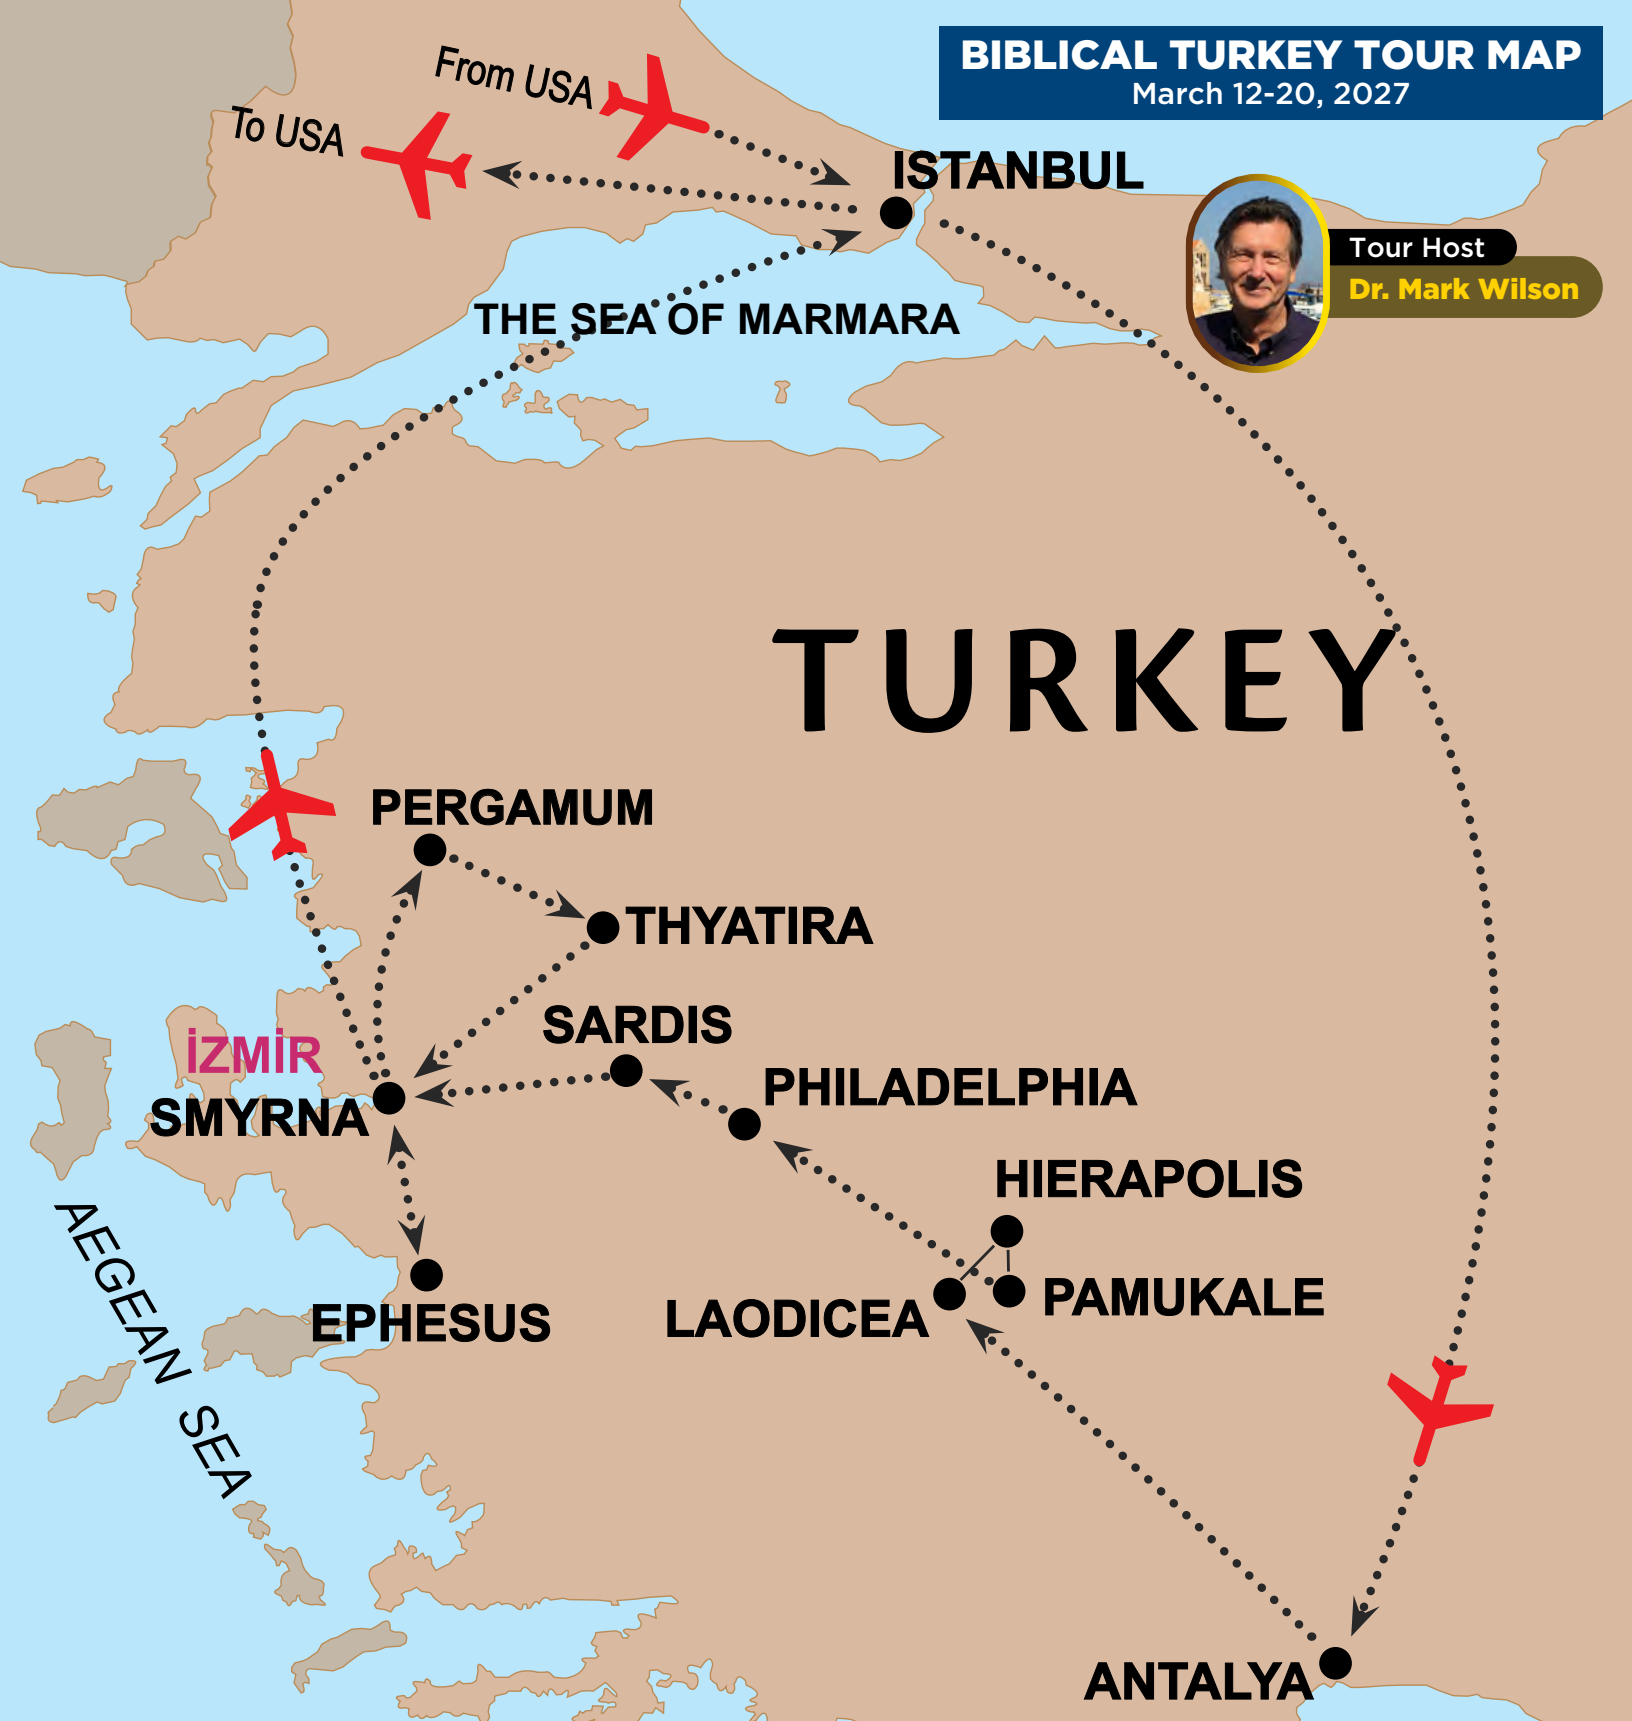 BIBLICAL TURKEY TOUR MAP
March 12-20, 2027
From USA
To USA
ISTANBUL
Tour Host
Dr. Mark Wilson
THE SEA OF MARMARA
TURKEY
PERGAMUM
THYATIRA
SARDIS
İZMİR
SMYRNA
PHILADELPHIA
HIERAPOLIS
PAMUKALE
LAODICEA
EPHESUS
AEGEAN SEA
ANTALYA